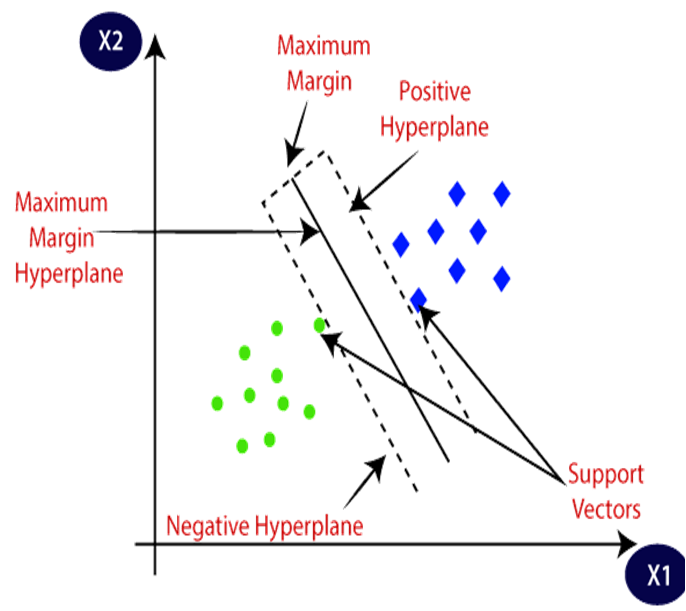 X2
Maximum
Margin
Positive
Hyperplane
Maximum
Margin
Hyperplane
Support
Vectors
Negative Hyperplane
X1